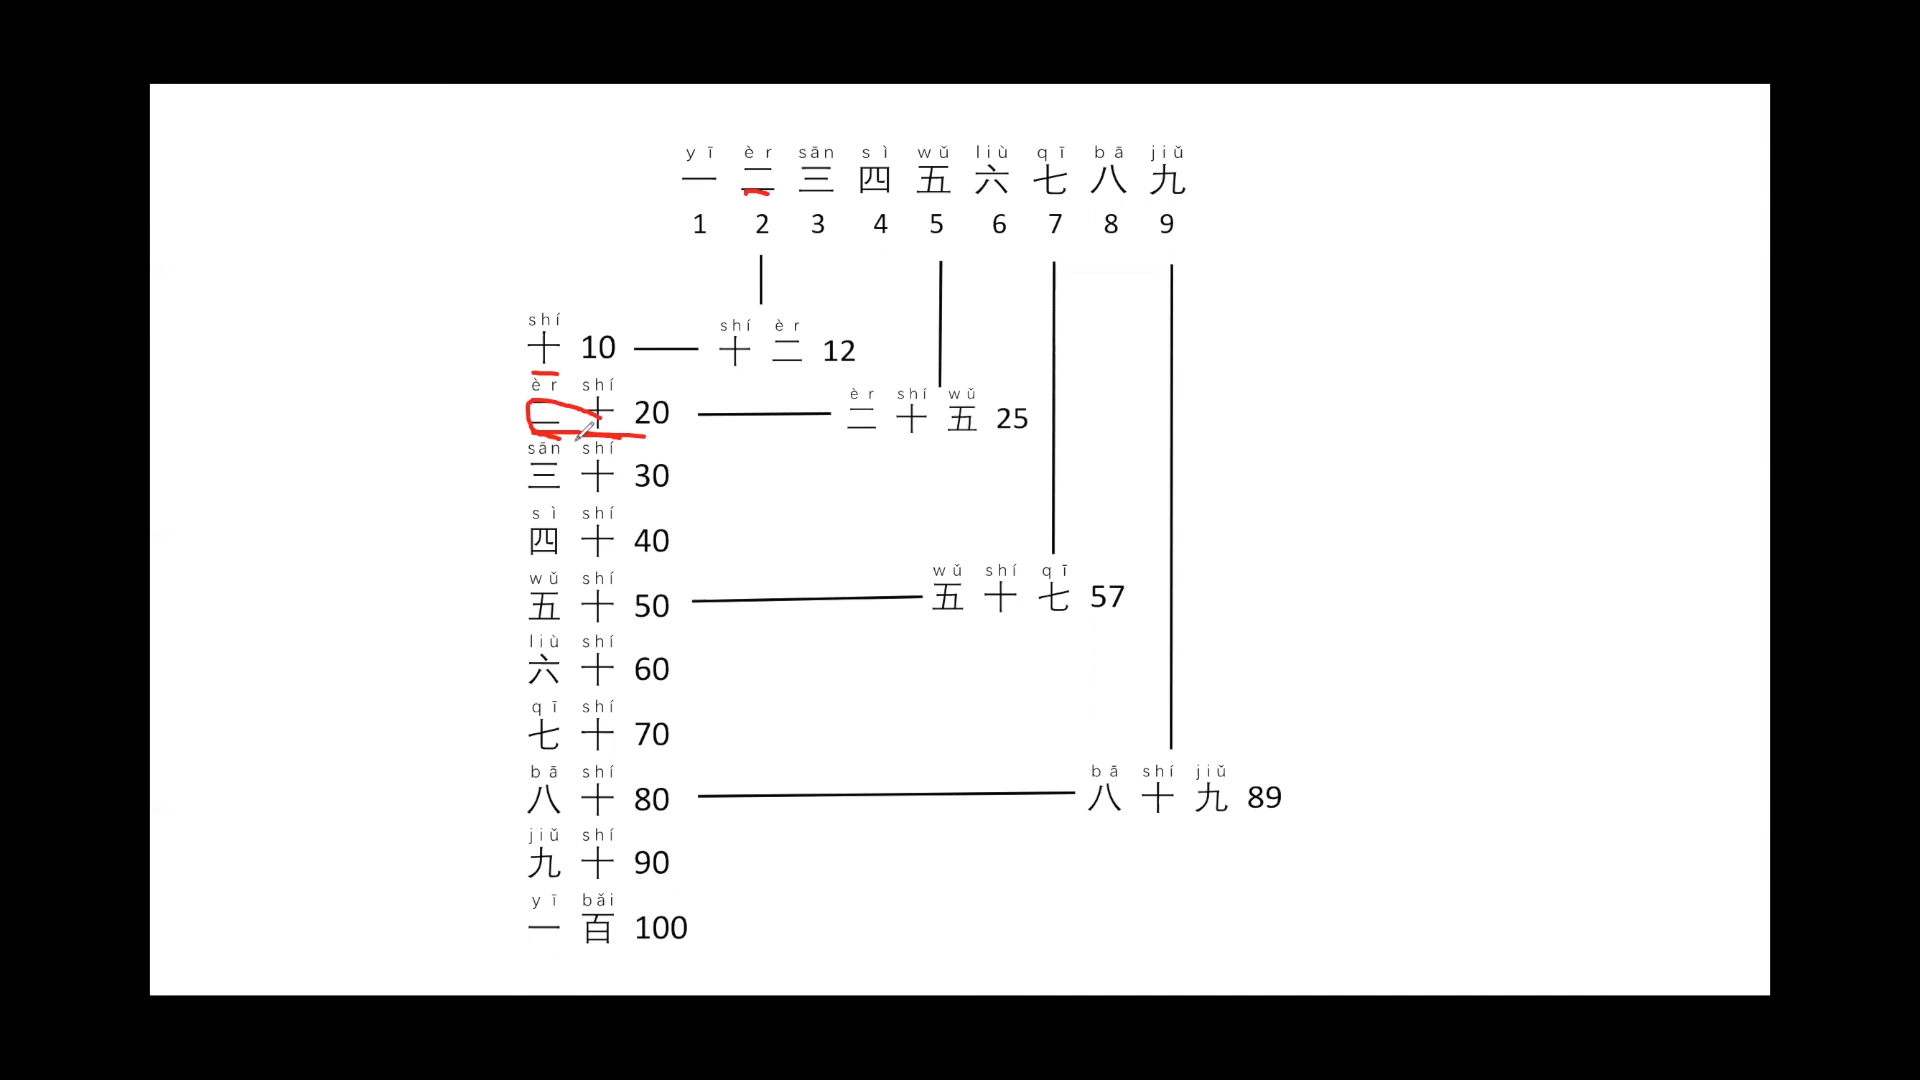 yī èr sān sì wǔ liù qī bā jiǔ
一 二 三 四 五 六 七 八 九
1 2 3 4 5 6 7 8 9
shí
十 10
shí èr
十 二 12
èr shí
二 十 20
èr shí wǔ
二 十 五 25
sān shí
三 十 30
sì shí
四 十 40
wǔ shí
五 十 50
wǔ shí qī
五 十 七 57
liù shí
六 十 60
qī shí
七 十 70
bā shí
八 十 80
bā shí jiǔ
八 十 九 89
jiǔ shí
九 十 90
yī bǎi
一 百 100